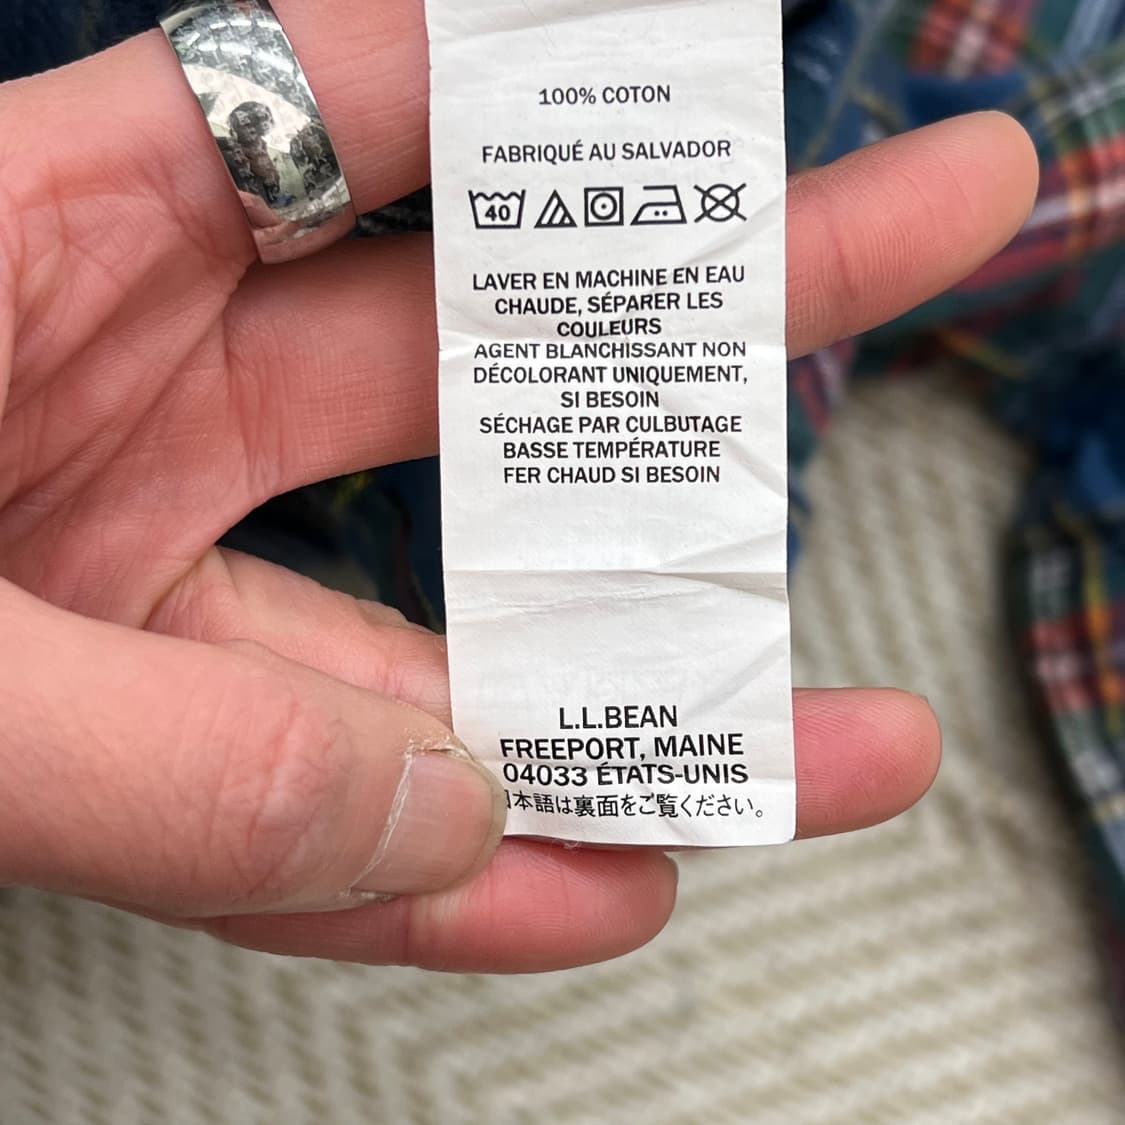 100% COTON
FABRIQUÉ AU SALVADOR
40
LAVER EN MACHINE EN EAU
CHAUDE, SÉPARER LES
COULEURS
AGENT BLANCHISSANT NON
DÉCOLORANT UNIQUEMENT,
SI BESOIN
SÉCHAGE PAR CULBUTAGE
BASSE TEMPÉRATURE
FER CHAUD SI BESOIN
L.L.BEAN
FREEPORT, MAINE
04033 ÉTATS-UNIS
日本語は裏面をご覧ください。